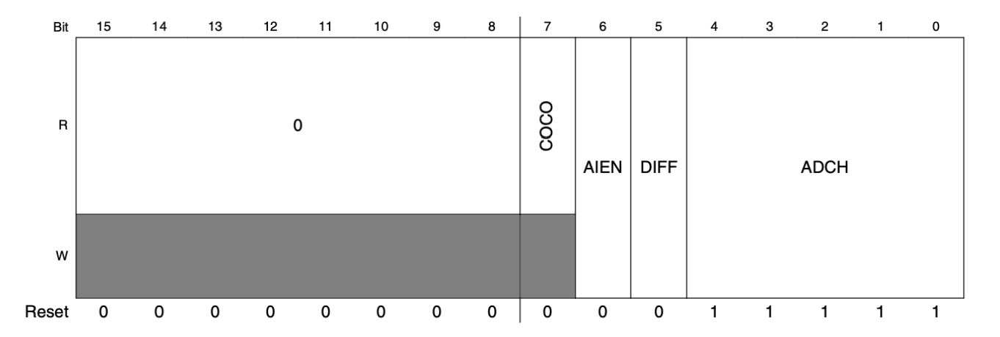 Bit 15 14 13 12 11 10 9 8 7 6 5 4 3 2 1 0
R 0 COCO AIEN DIFF ADCH
W
Reset 0 0 0 0 0 0 0 0 0 0 0 1 1 1 1 1